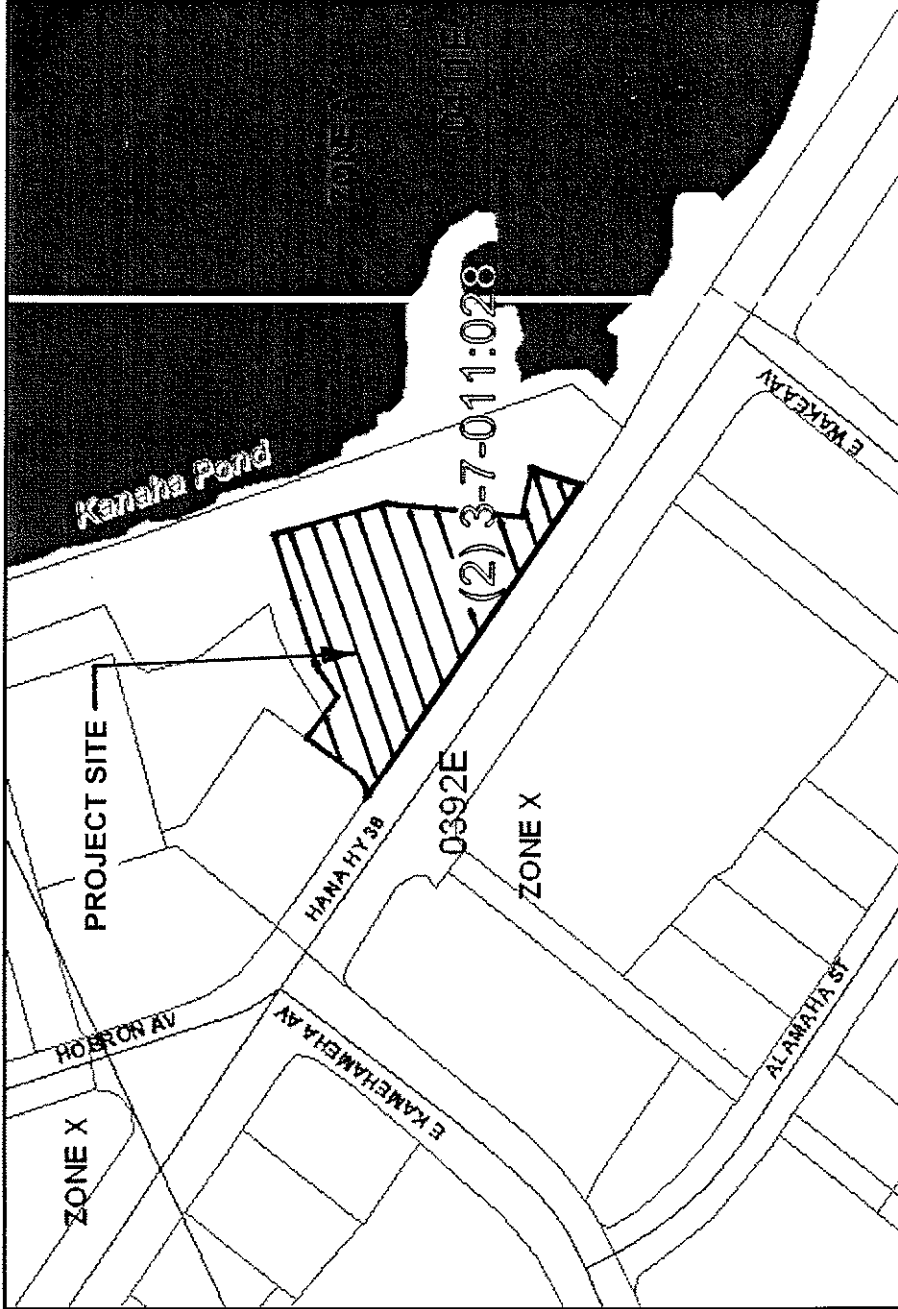 Kanaha Pond
(2) 3-7-011:028
PROJECT SITE
HOBRON AV
HANA HY 38
0392E
ZONE X
ZONE X
E KAMEHAMEHA AV
ALAMAHA ST
E WAKEA AV